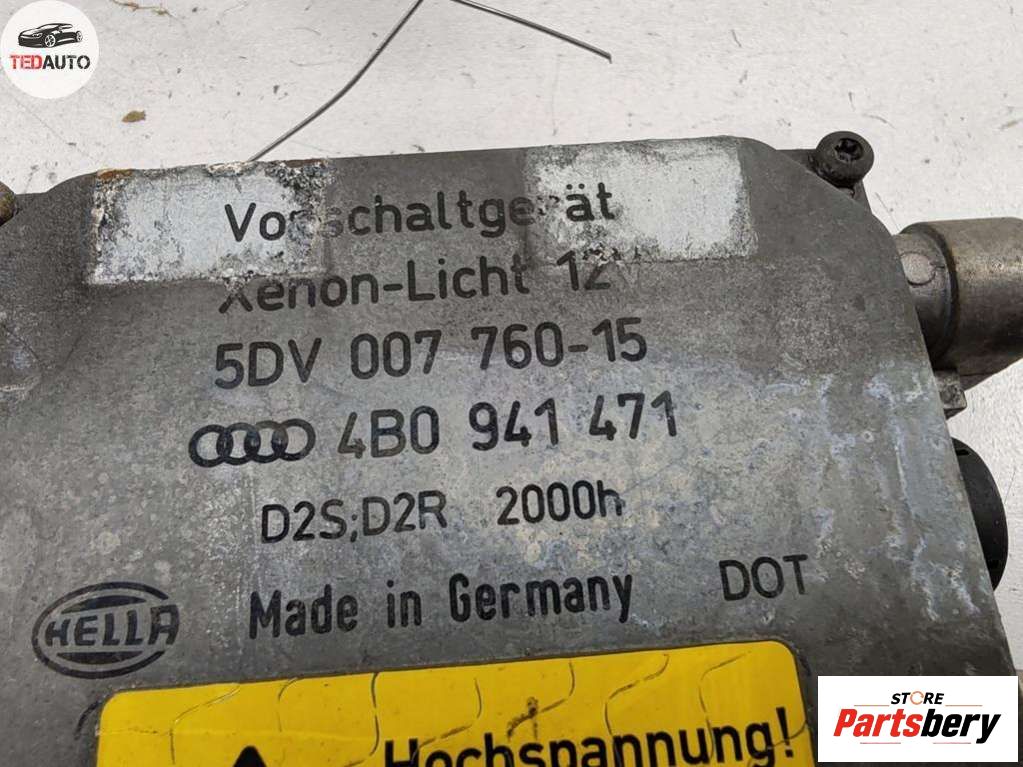 TEDAUTO
Vorschaltgerät
Xenon-Licht 12V
5DV 007 760-15
4B0 941 471
D2S;D2R 2000h
HELLA
Made in Germany DOT
Hochspannung!
STORE
Partsbery